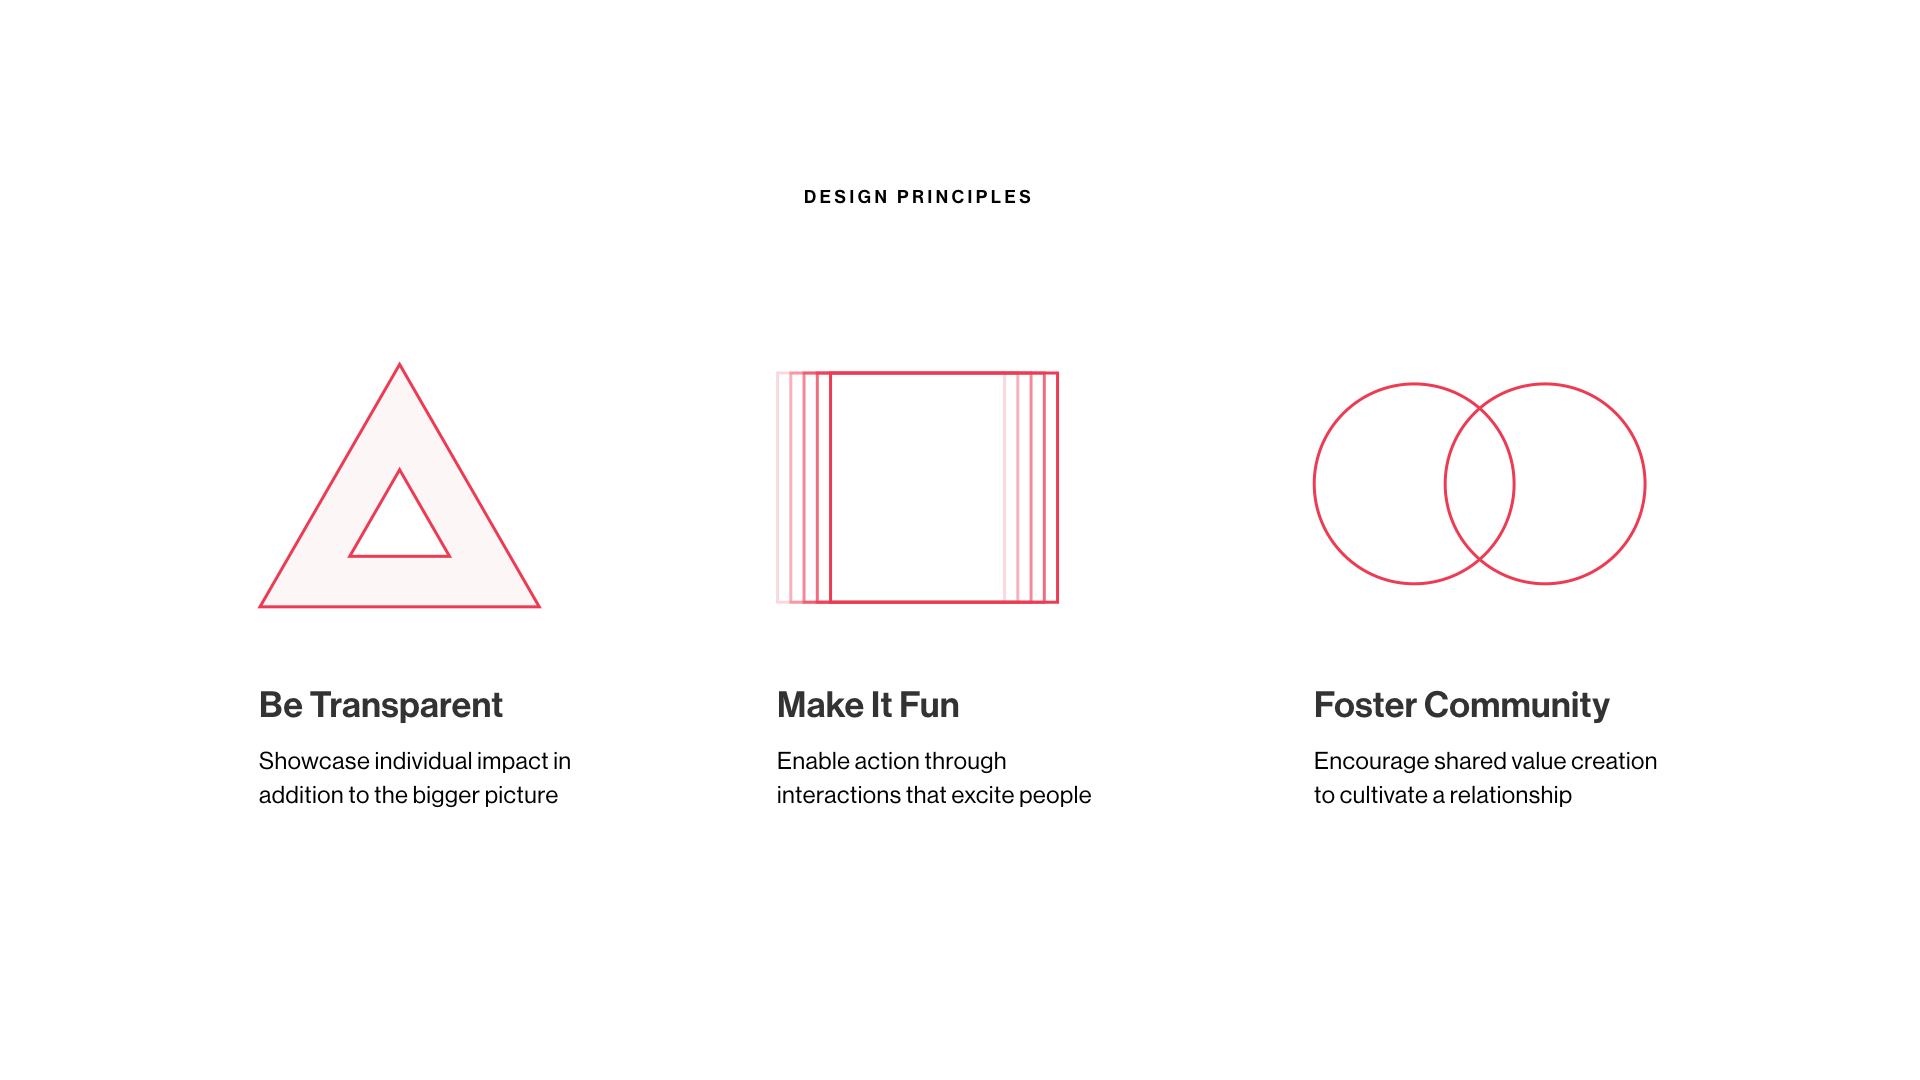 DESIGN PRINCIPLES
Be Transparent
Showcase individual impact in
addition to the bigger picture
Make It Fun
Enable action through
interactions that excite people
Foster Community
Encourage shared value creation
to cultivate a relationship